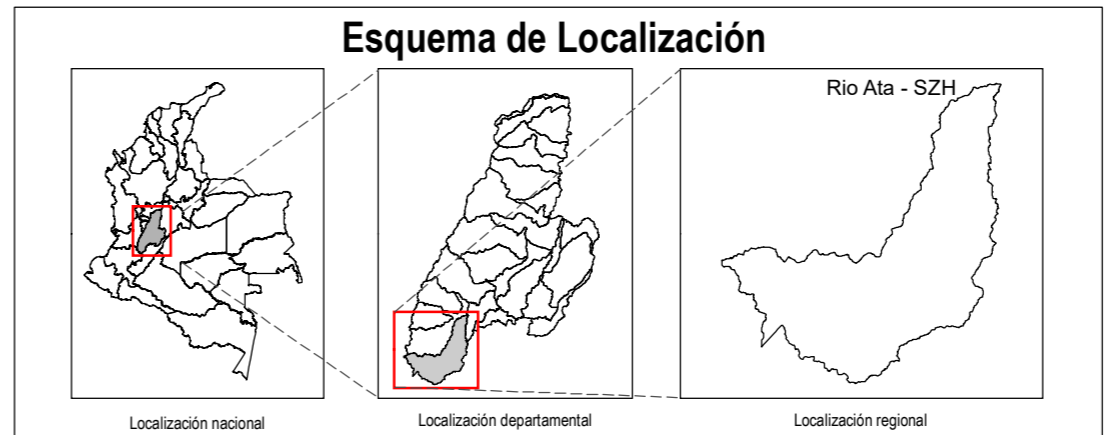 Esquema de Localización
Rio Ata - SZH
Localización nacional
Localización departamental
Localización regional